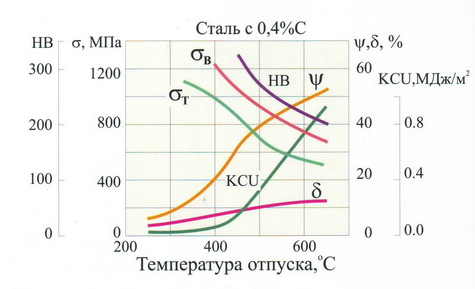 Сталь с 0,4%С
НВ σ, МПа ψ,δ, % KCU,МДж/м²
σв НВ ψ
σт
KCU δ
300 1200 60
200 800 40 0.8
100 400 20 0.4
0 0 0 0.0
200 400 600
Температура отпуска,°С